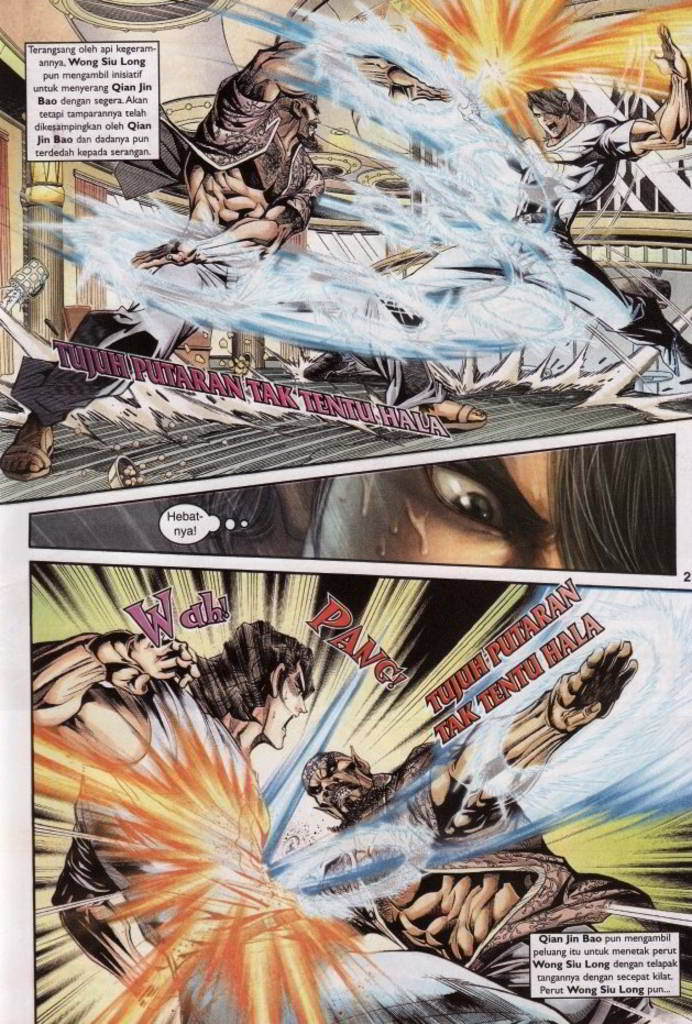 Terangsang oleh api kegeram-
annya, Wong Siu Long
pun mengambil inisiatif
untuk menyerang Qian Jin
Bao dengan segera. Akan
tetapi tamparannya telah
dikesampingkan oleh Qian
Jin Bao dan dadanya pun
terdedah kepada serangan.
TUJUH PUTARAN TAK TENTU HALA
Hebat-
nya!
2
Wah!
PANG!
TUJUH PUTARAN
TAK TENTU HALA
Qian Jin Bao pun mengambil
peluang itu untuk menetak perut
Wong Siu Long dengan telapak
tangannya dengan secepat kilat.
Perut Wong Siu Long pun...